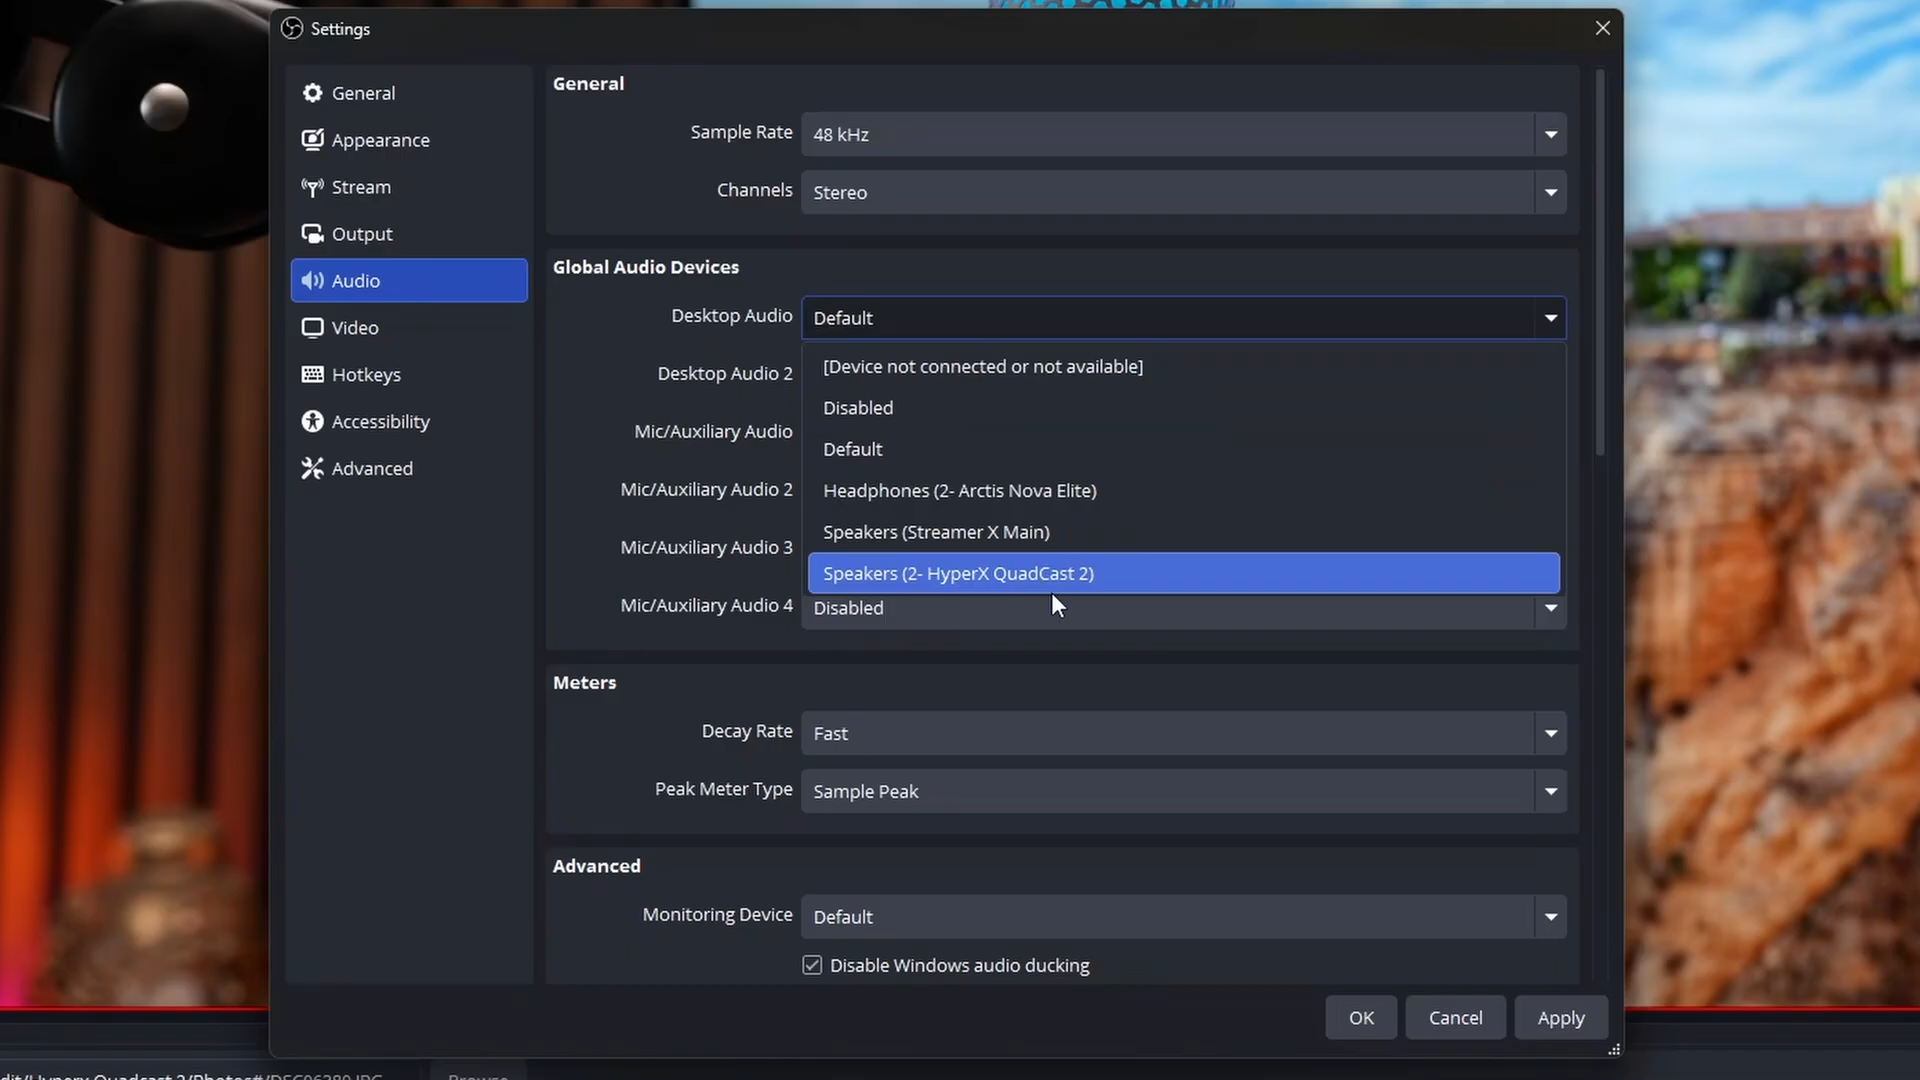 Settings
General
Appearance
Stream
Output
Audio
Video
Hotkeys
Accessibility
Advanced
General
Sample Rate 48 kHz
Channels Stereo
Global Audio Devices
Desktop Audio Default
[Device not connected or not available]
Desktop Audio 2
Disabled
Mic/Auxiliary Audio
Default
Mic/Auxiliary Audio 2
Headphones (2- Arctis Nova Elite)
Speakers (Streamer X Main)
Mic/Auxiliary Audio 3
Speakers (2- HyperX QuadCast 2)
Mic/Auxiliary Audio 4 Disabled
Meters
Decay Rate Fast
Peak Meter Type Sample Peak
Advanced
Monitoring Device Default
Disable Windows audio ducking
OK Cancel Apply